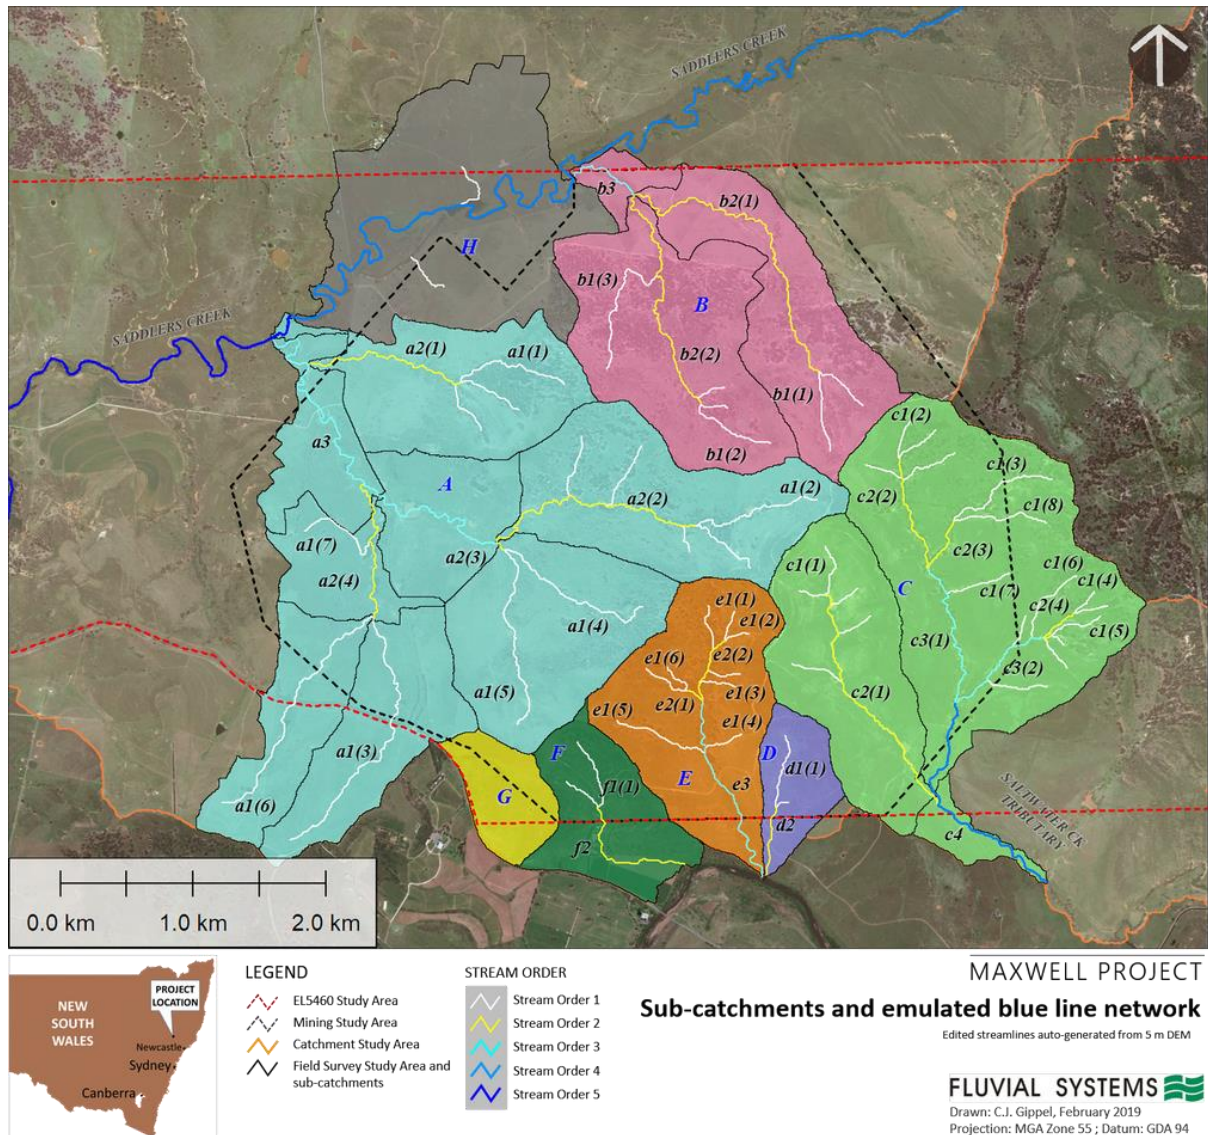 SADDLERS CREEK
b3
b2(1)
H
b1(3)
B
SADDLERS CREEK
a2(1)
a1(1)
b2(2)
b1(1)
c1(2)
a3
b1(2)
c1(3)
A
a2(2)
a1(2)
c2(2)
c1(8)
a1(7)
a2(3)
c2(3)
a2(4)
c1(1)
c1(6)
c1(7)
c1(4)
C
e1(1)
c2(4)
e1(2)
a1(4)
c3(1)
c1(5)
e2(2)
e1(6)
c3(2)
a1(5)
e1(3)
c2(1)
e2(1)
e1(5)
e1(4)
a1(3)
F
D
d1(1)
E
f1(1)
e3
G
a1(6)
d2
SALTWATER CK
TRIBUTARY
c4
f2
0.0 km 1.0 km 2.0 km
NEW
SOUTH
WALES
PROJECT
LOCATION
Newcastle
Sydney
Canberra
LEGEND
EL5460 Study Area
Mining Study Area
Catchment Study Area
Field Survey Study Area and
sub-catchments
STREAM ORDER
Stream Order 1
Stream Order 2
Stream Order 3
Stream Order 4
Stream Order 5
MAXWELL PROJECT
Sub-catchments and emulated blue line network
Edited streamlines auto-generated from 5 m DEM
FLUVIAL SYSTEMS
Drawn: C.J. Gippel, February 2019
Projection: MGA Zone 55 ; Datum: GDA 94